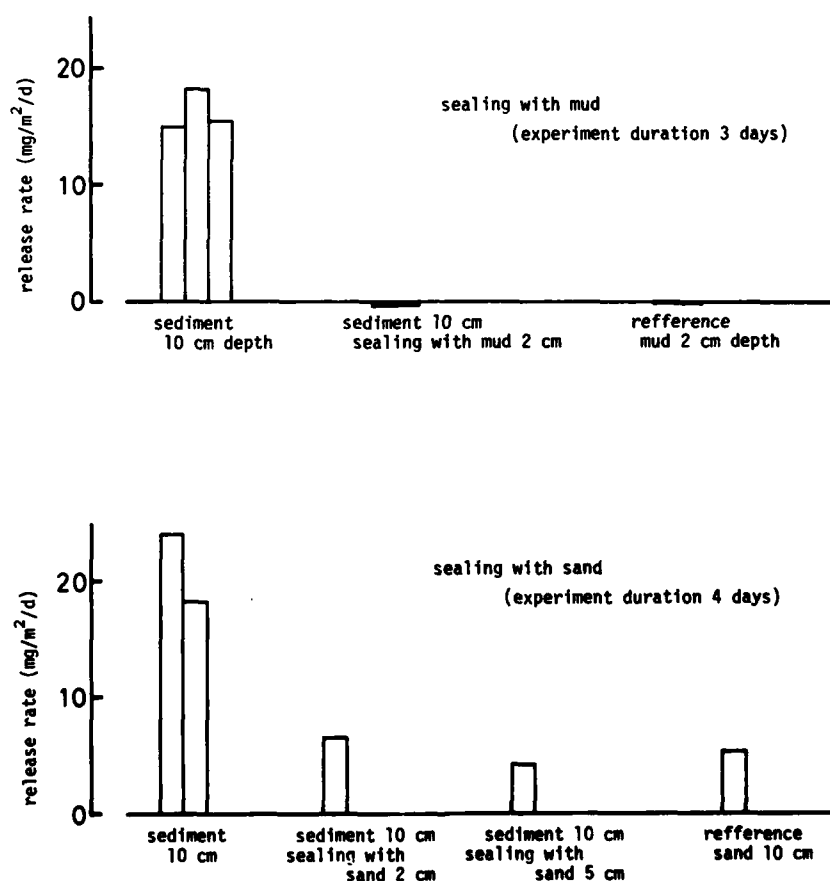 release rate (mg/m²/d)
20
10
0
sealing with mud
(experiment duration 3 days)
sediment
10 cm depth
sediment 10 cm
sealing with mud 2 cm
refference
mud 2 cm depth
release rate (mg/m²/d)
20
10
0
sealing with sand
(experiment duration 4 days)
sediment
10 cm
sediment 10 cm
sealing with
sand 2 cm
sediment 10 cm
sealing with
sand 5 cm
refference
sand 10 cm